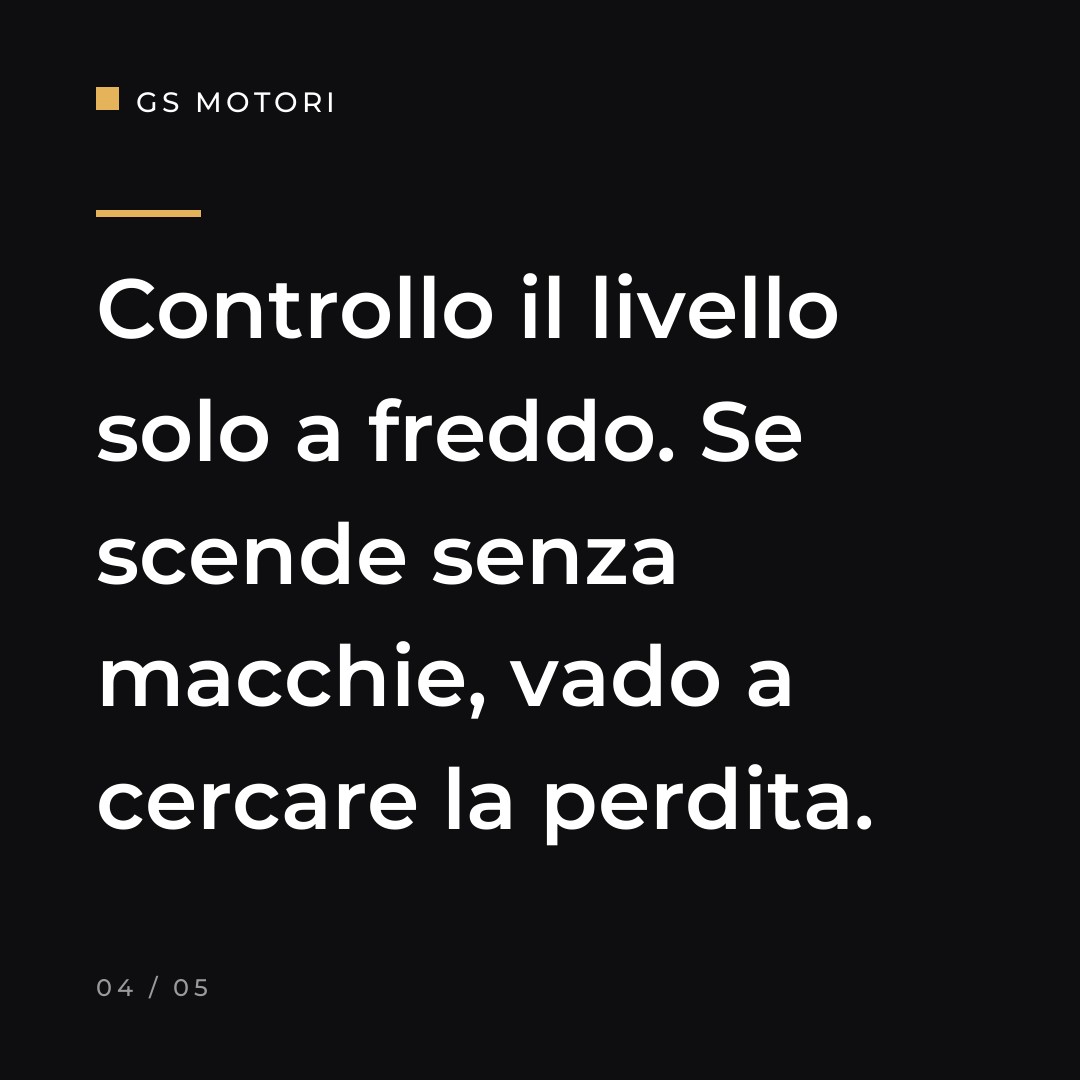 GS MOTORI
Controllo il livello
solo a freddo. Se
scende senza
macchie, vado a
cercare la perdita.
04 / 05